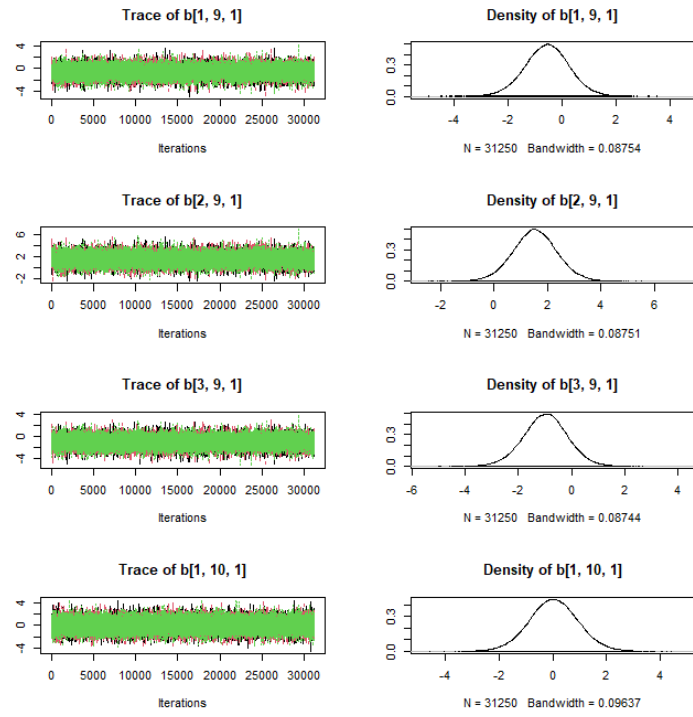 Trace of b[1, 9, 1]
4
0
-4
0 5000 10000 15000 20000 25000 30000
Iterations
Density of b[1, 9, 1]
0.3
0.0
-4 -2 0 2 4
N = 31250 Bandwidth = 0.08754
Trace of b[2, 9, 1]
6
2
-2
0 5000 10000 15000 20000 25000 30000
Iterations
Density of b[2, 9, 1]
0.3
0.0
-2 0 2 4 6
N = 31250 Bandwidth = 0.08751
Trace of b[3, 9, 1]
4
0
-4
0 5000 10000 15000 20000 25000 30000
Iterations
Density of b[3, 9, 1]
0.3
0.0
-6 -4 -2 0 2 4
N = 31250 Bandwidth = 0.08744
Trace of b[1, 10, 1]
4
0
-4
0 5000 10000 15000 20000 25000 30000
Iterations
Density of b[1, 10, 1]
0.3
0.0
-4 -2 0 2 4
N = 31250 Bandwidth = 0.09637